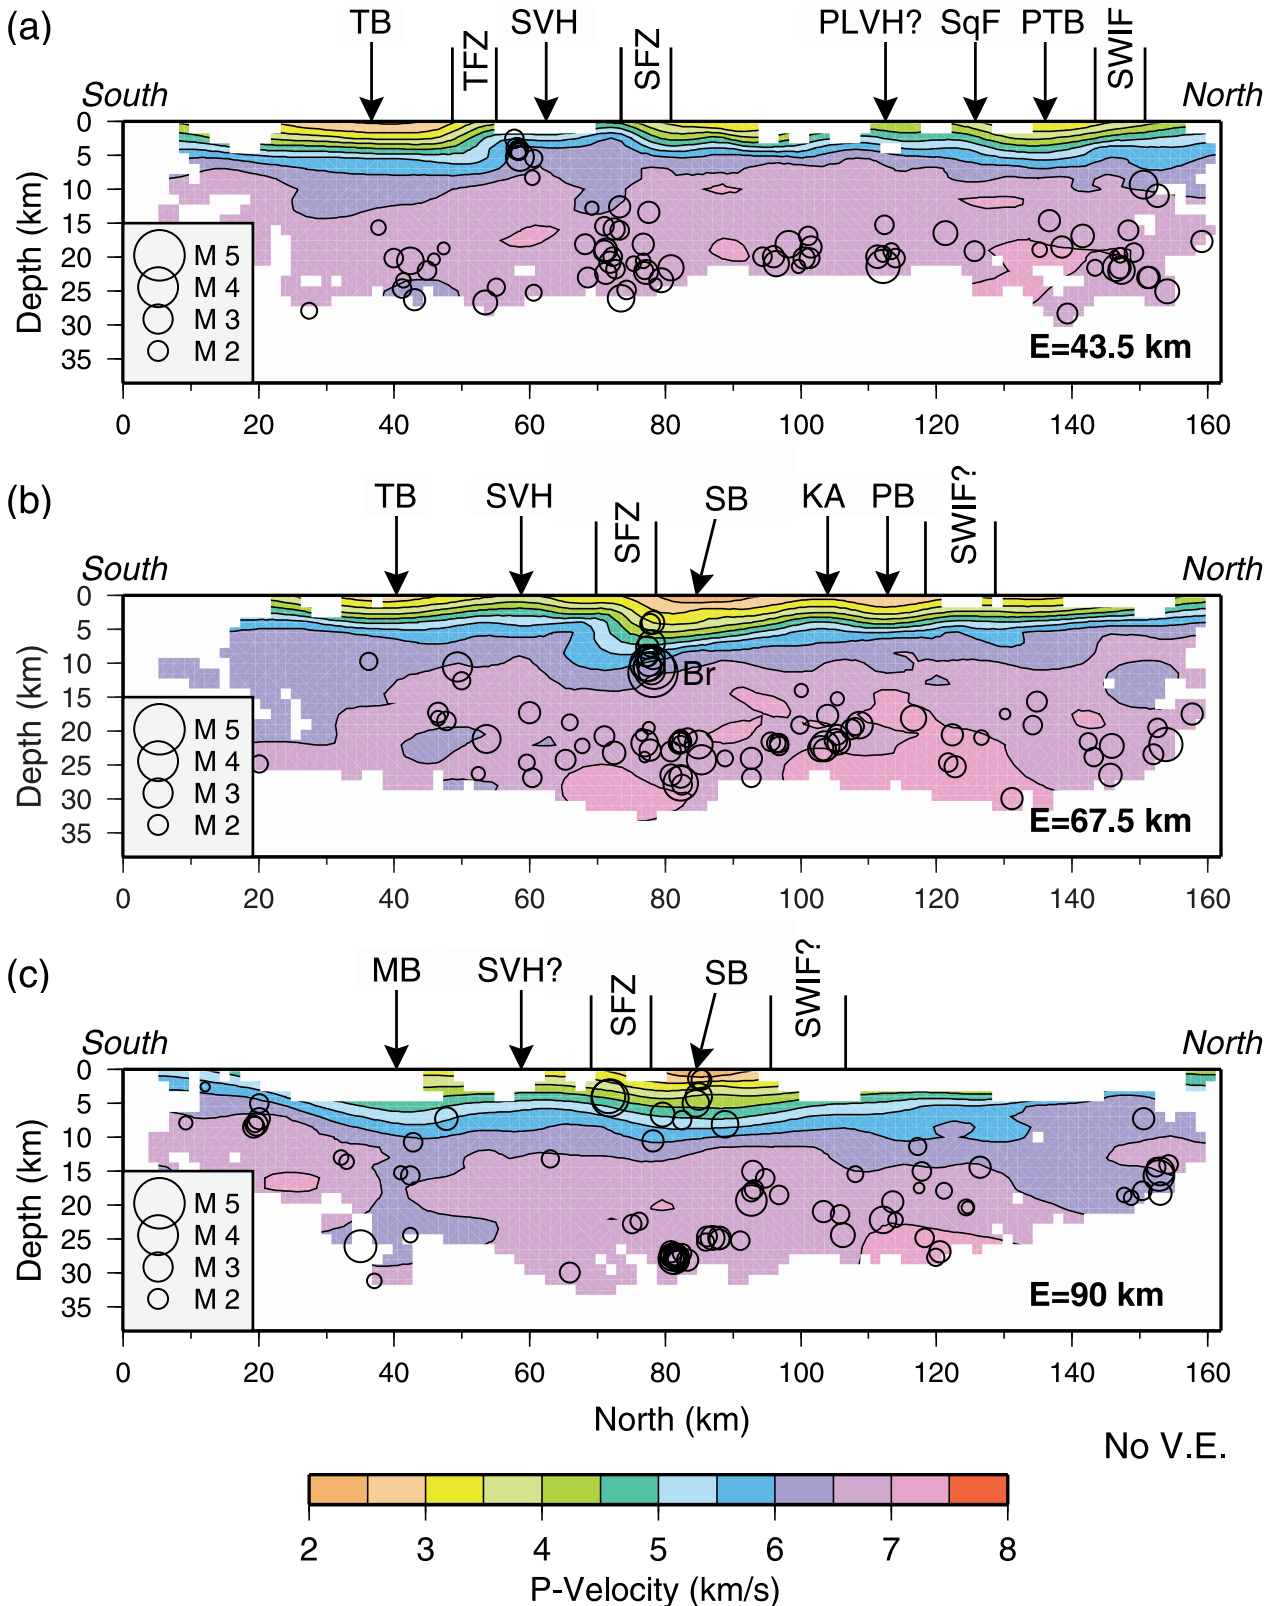 (a)
TB
TFZ
SVH
SFZ
PLVH?
SqF
PTB
SWIF
South
North
0
5
10
15
20
25
30
35
Depth (km)
M 5
M 4
M 3
M 2
E=43.5 km
0 20 40 60 80 100 120 140 160
(b)
TB
SVH
SFZ
SB
KA
PB
SWIF?
South
North
0
5
10
15
20
25
30
35
Depth (km)
Br
M 5
M 4
M 3
M 2
E=67.5 km
0 20 40 60 80 100 120 140 160
(c)
MB
SVH?
SFZ
SB
SWIF?
South
North
0
5
10
15
20
25
30
35
Depth (km)
M 5
M 4
M 3
M 2
E=90 km
0 20 40 60 80 100 120 140 160
North (km)
No V.E.
2 3 4 5 6 7 8
P-Velocity (km/s)